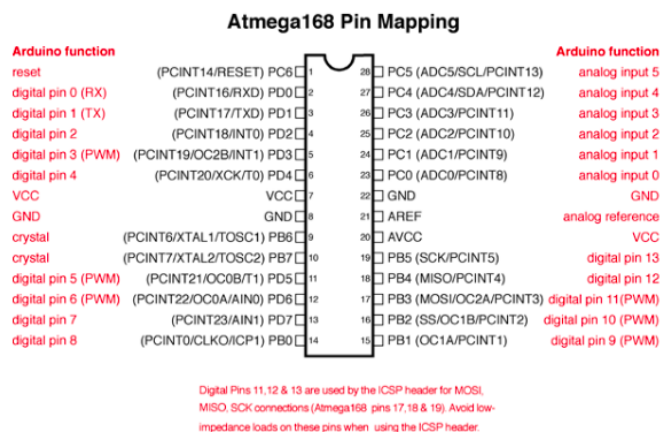 Atmega168 Pin Mapping
Arduino function Arduino function
reset (PCINT14/RESET) PC6 1 28 PC5 (ADC5/SCL/PCINT13) analog input 5
digital pin 0 (RX) (PCINT16/RXD) PD0 2 27 PC4 (ADC4/SDA/PCINT12) analog input 4
digital pin 1 (TX) (PCINT17/TXD) PD1 3 26 PC3 (ADC3/PCINT11) analog input 3
digital pin 2 (PCINT18/INT0) PD2 4 25 PC2 (ADC2/PCINT10) analog input 2
digital pin 3 (PWM) (PCINT19/OC2B/INT1) PD3 5 24 PC1 (ADC1/PCINT9) analog input 1
digital pin 4 (PCINT20/XCK/T0) PD4 6 23 PC0 (ADC0/PCINT8) analog input 0
VCC VCC 7 22 GND GND
GND GND 8 21 AREF analog reference
crystal (PCINT6/XTAL1/TOSC1) PB6 9 20 AVCC VCC
crystal (PCINT7/XTAL2/TOSC2) PB7 10 19 PB5 (SCK/PCINT5) digital pin 13
digital pin 5 (PWM) (PCINT21/OC0B/T1) PD5 11 18 PB4 (MISO/PCINT4) digital pin 12
digital pin 6 (PWM) (PCINT22/OC0A/AIN0) PD6 12 17 PB3 (MOSI/OC2A/PCINT3) digital pin 11(PWM)
digital pin 7 (PCINT23/AIN1) PD7 13 16 PB2 (SS/OC1B/PCINT2) digital pin 10 (PWM)
digital pin 8 (PCINT0/CLKO/ICP1) PB0 14 15 PB1 (OC1A/PCINT1) digital pin 9 (PWM)
Digital Pins 11,12 & 13 are used by the ICSP header for MOSI,
MISO, SCK connections (Atmega168 pins 17,18 & 19). Avoid low-
impedance loads on these pins when using the ICSP header.